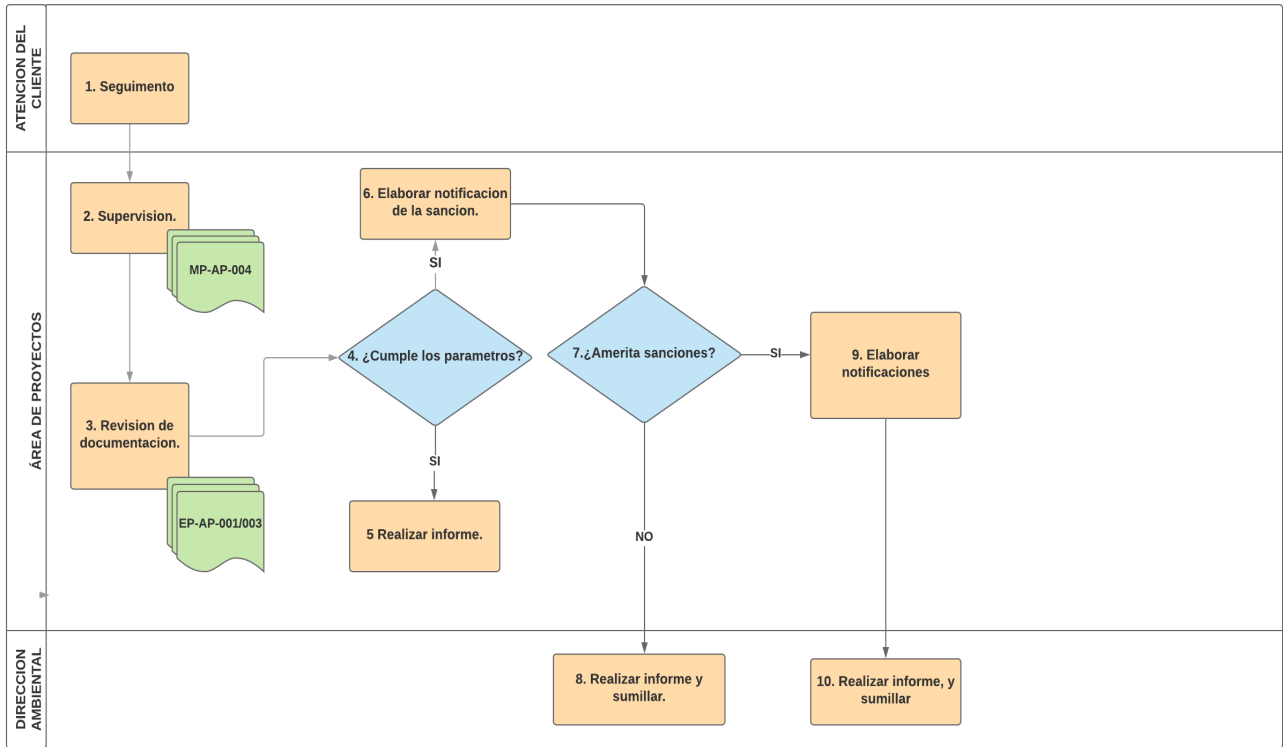 ATENCION DEL
CLIENTE
1. Seguimento
ÁREA DE PROYECTOS
2. Supervision.
MP-AP-004
3. Revision de
documentacion.
EP-AP-001/003
4. ¿Cumple los parametros?
SI
5 Realizar informe.
SI
6. Elaborar notificacion
de la sancion.
7.¿Amerita sanciones?
SI
9. Elaborar
notificaciones
NO
DIRECCION
AMBIENTAL
8. Realizar informe y
sumillar.
10. Realizar informe, y
sumillar